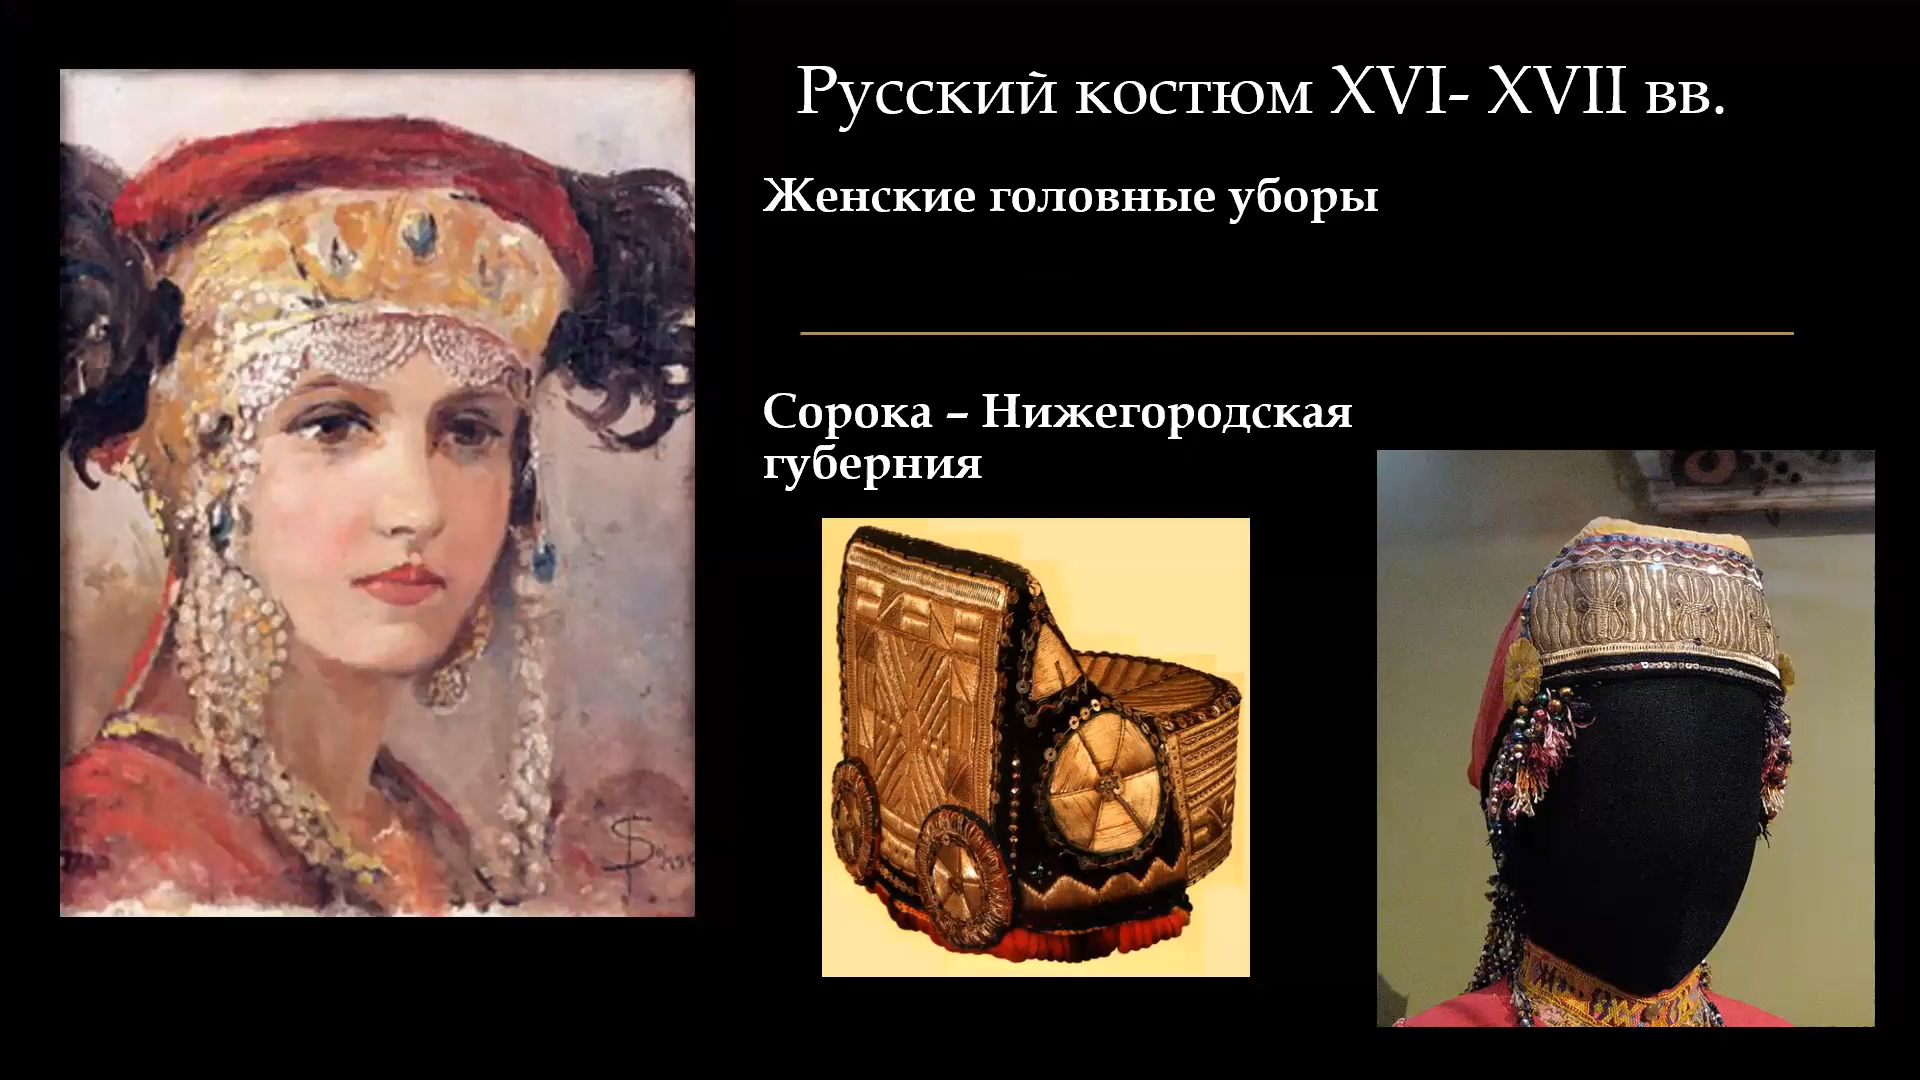 Русский костюм XVI- XVII вв.
Женские головные уборы
Сорока – Нижегородская
губерния